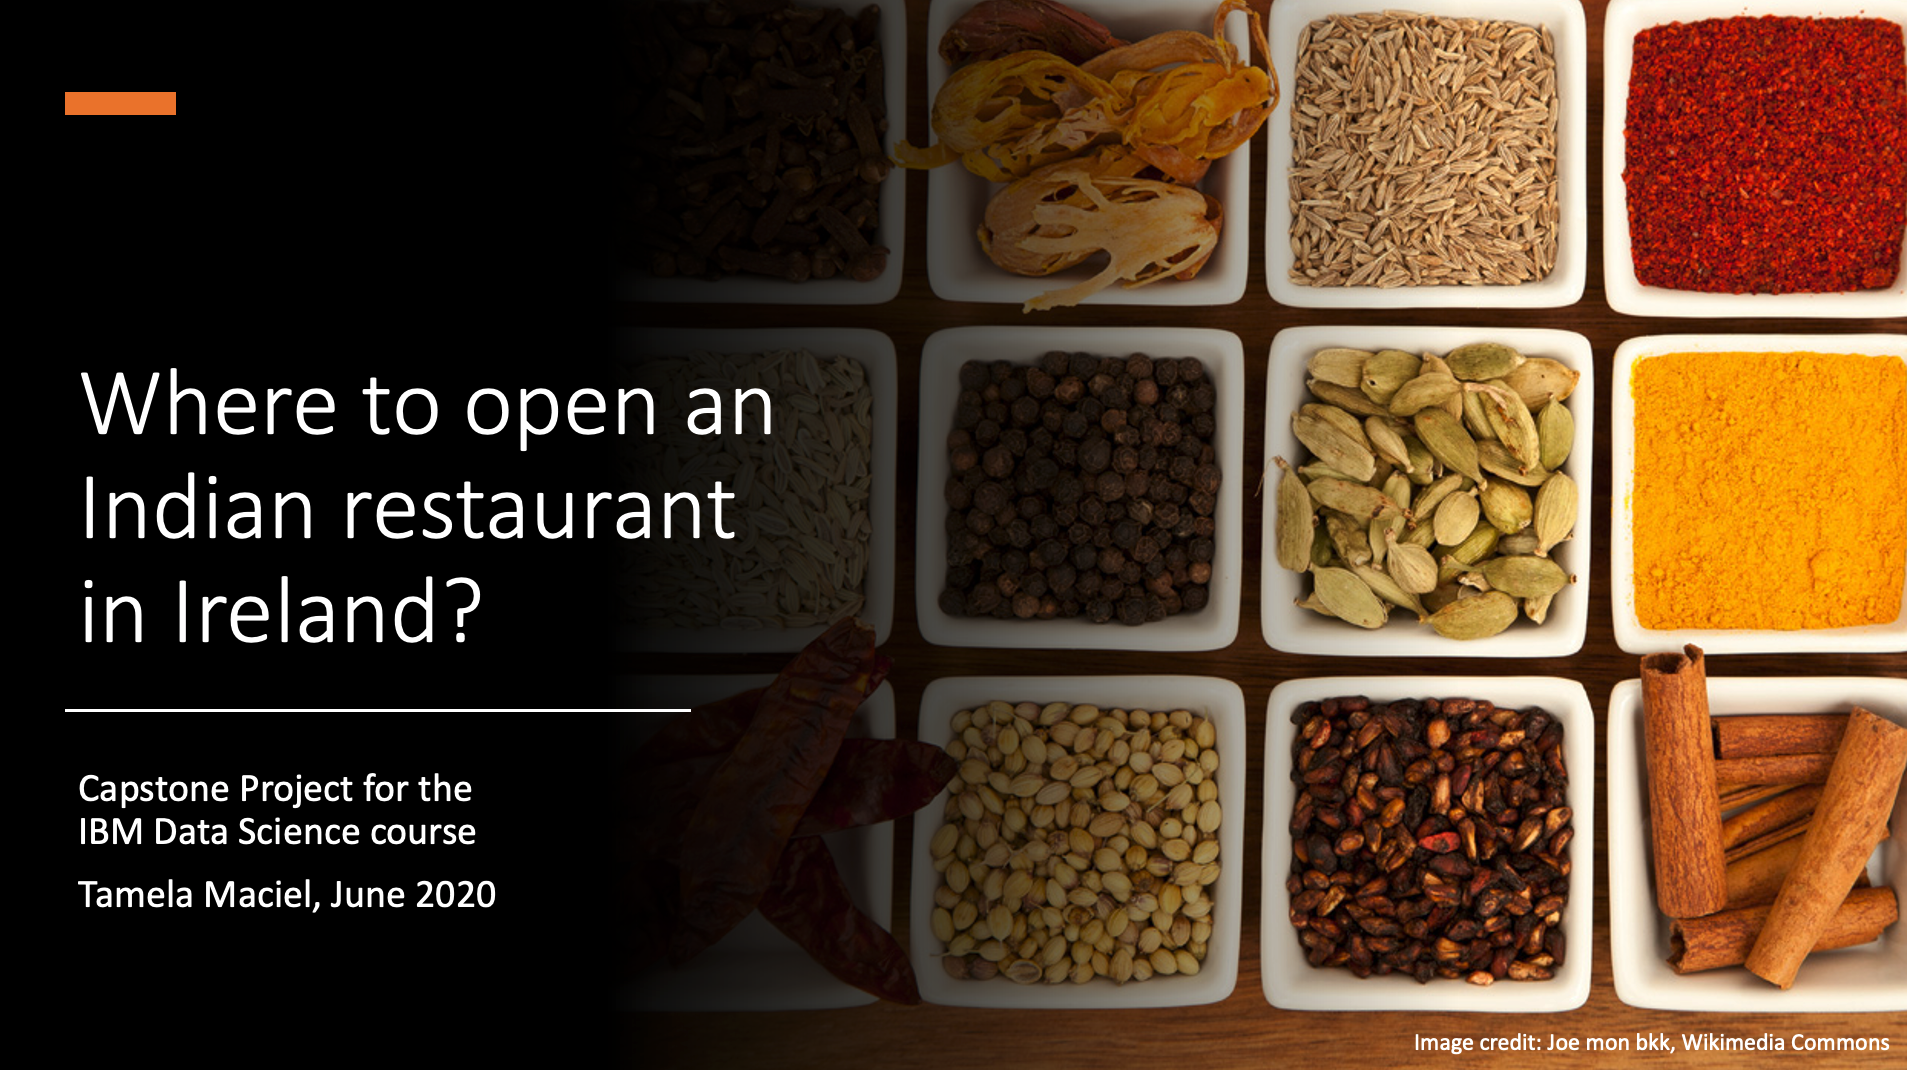 Where to open an
Indian restaurant
in Ireland?
Capstone Project for the
IBM Data Science course
Tamela Maciel, June 2020
Image credit: Joe mon bkk, Wikimedia Commons